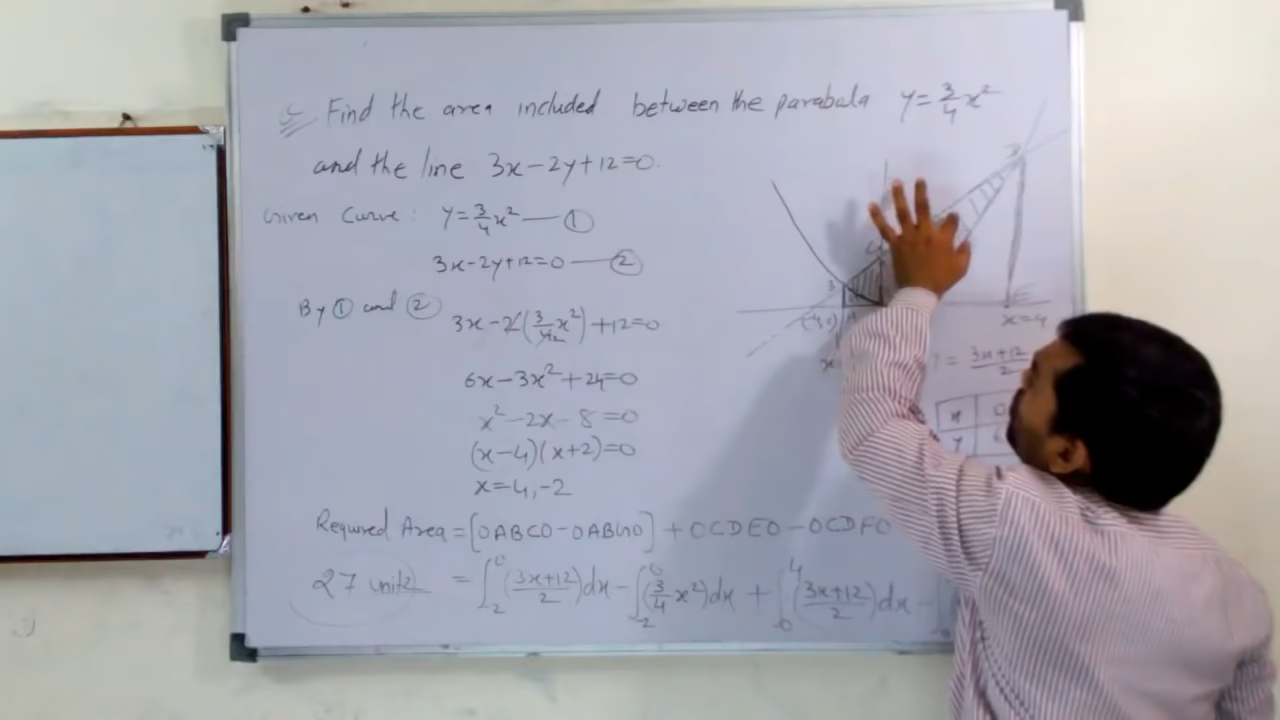 Find the area included between the parabala y = 3/4 x²
and the line 3x - 2y + 12 = 0.
Given Curve: y = 3/4 x² — ①
3x - 2y + 12 = 0 — ②
By ① and ②
3x - 2(3/4 x²) + 12 = 0
6x - 3x² + 24 = 0
x² - 2x - 8 = 0
(x - 4)(x + 2) = 0
x = 4, -2
Required Area = [OABCO - OABGO] + OCDEO - OCDFO
27 unit² = ∫₋₂⁰ (3x+12)/2 dx - ∫₋₂⁰ (3/4 x²) dx + ∫₀⁴ (3x+12)/2 dx -
x = 4
= 3x+12/2
x 0
y